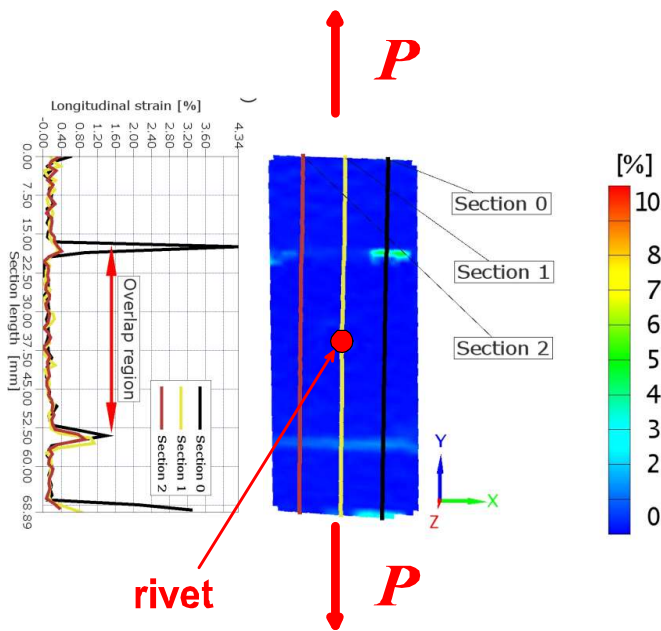 P
Longitudinal strain [%]
)
-0.00 0.40 0.80 1.20 1.60 2.00 2.40 2.80 3.20 3.60 4.34
0.00 7.50 15.00 22.50 30.00 37.50 45.00 52.50 60.00 68.89
Section length [mm]
Overlap region
Section 0
Section 1
Section 2
Section 0
Section 1
Section 2
[%]
10
8
7
6
5
4
3
2
0
Y
X
Z
rivet
P